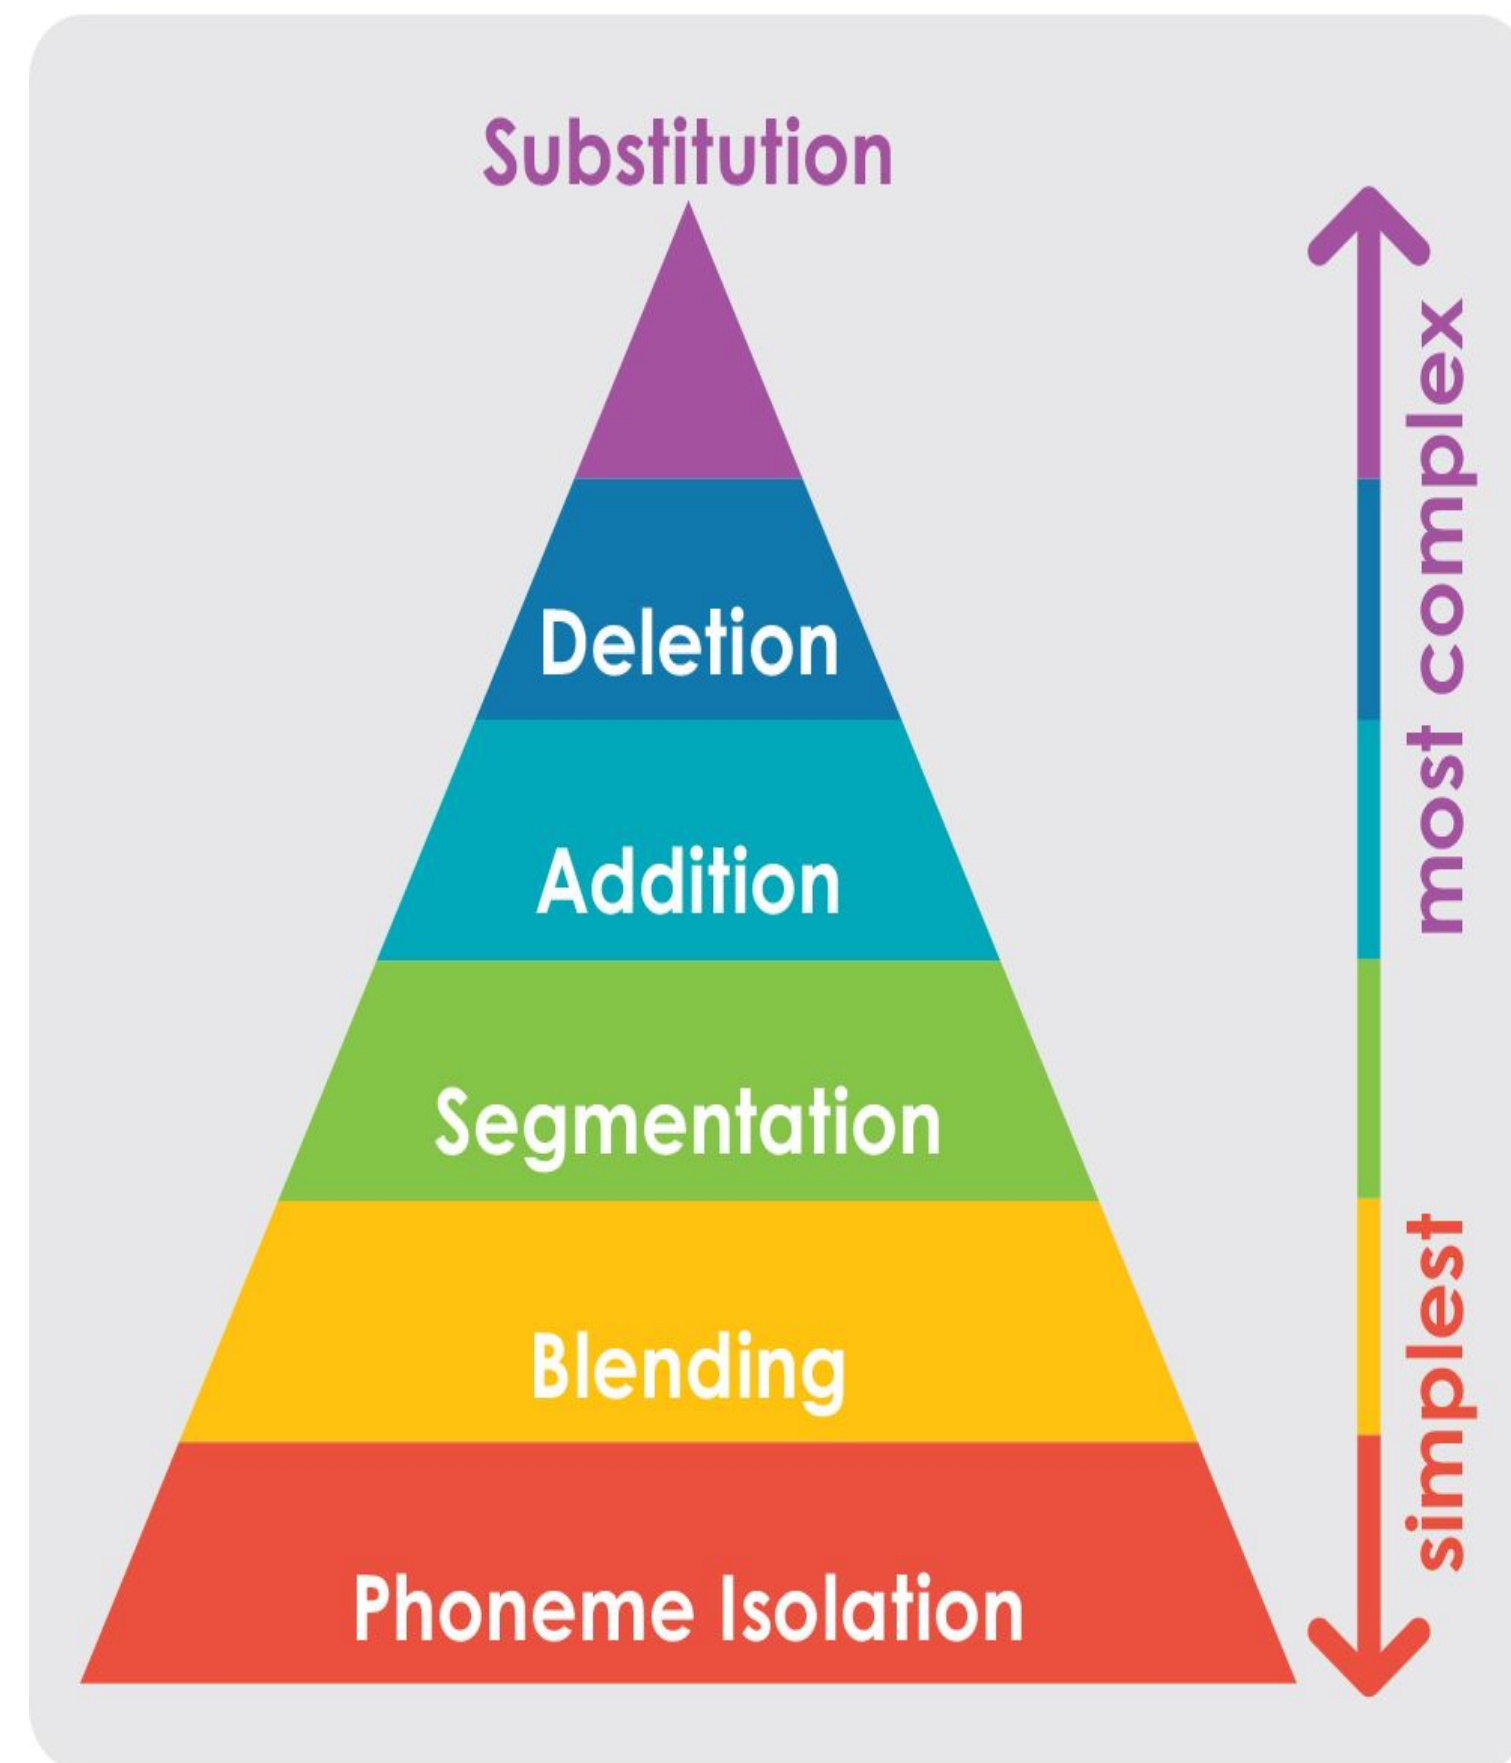 Substitution
Deletion
Addition
Segmentation
Blending
Phoneme Isolation
most complex
simplest